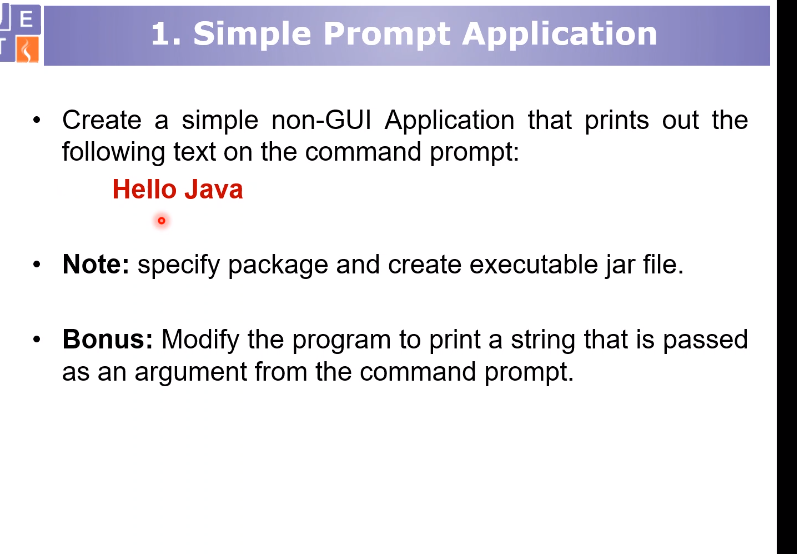 J E
T
1. Simple Prompt Application
• Create a simple non-GUI Application that prints out the
following text on the command prompt:
Hello Java
• Note: specify package and create executable jar file.
• Bonus: Modify the program to print a string that is passed
as an argument from the command prompt.